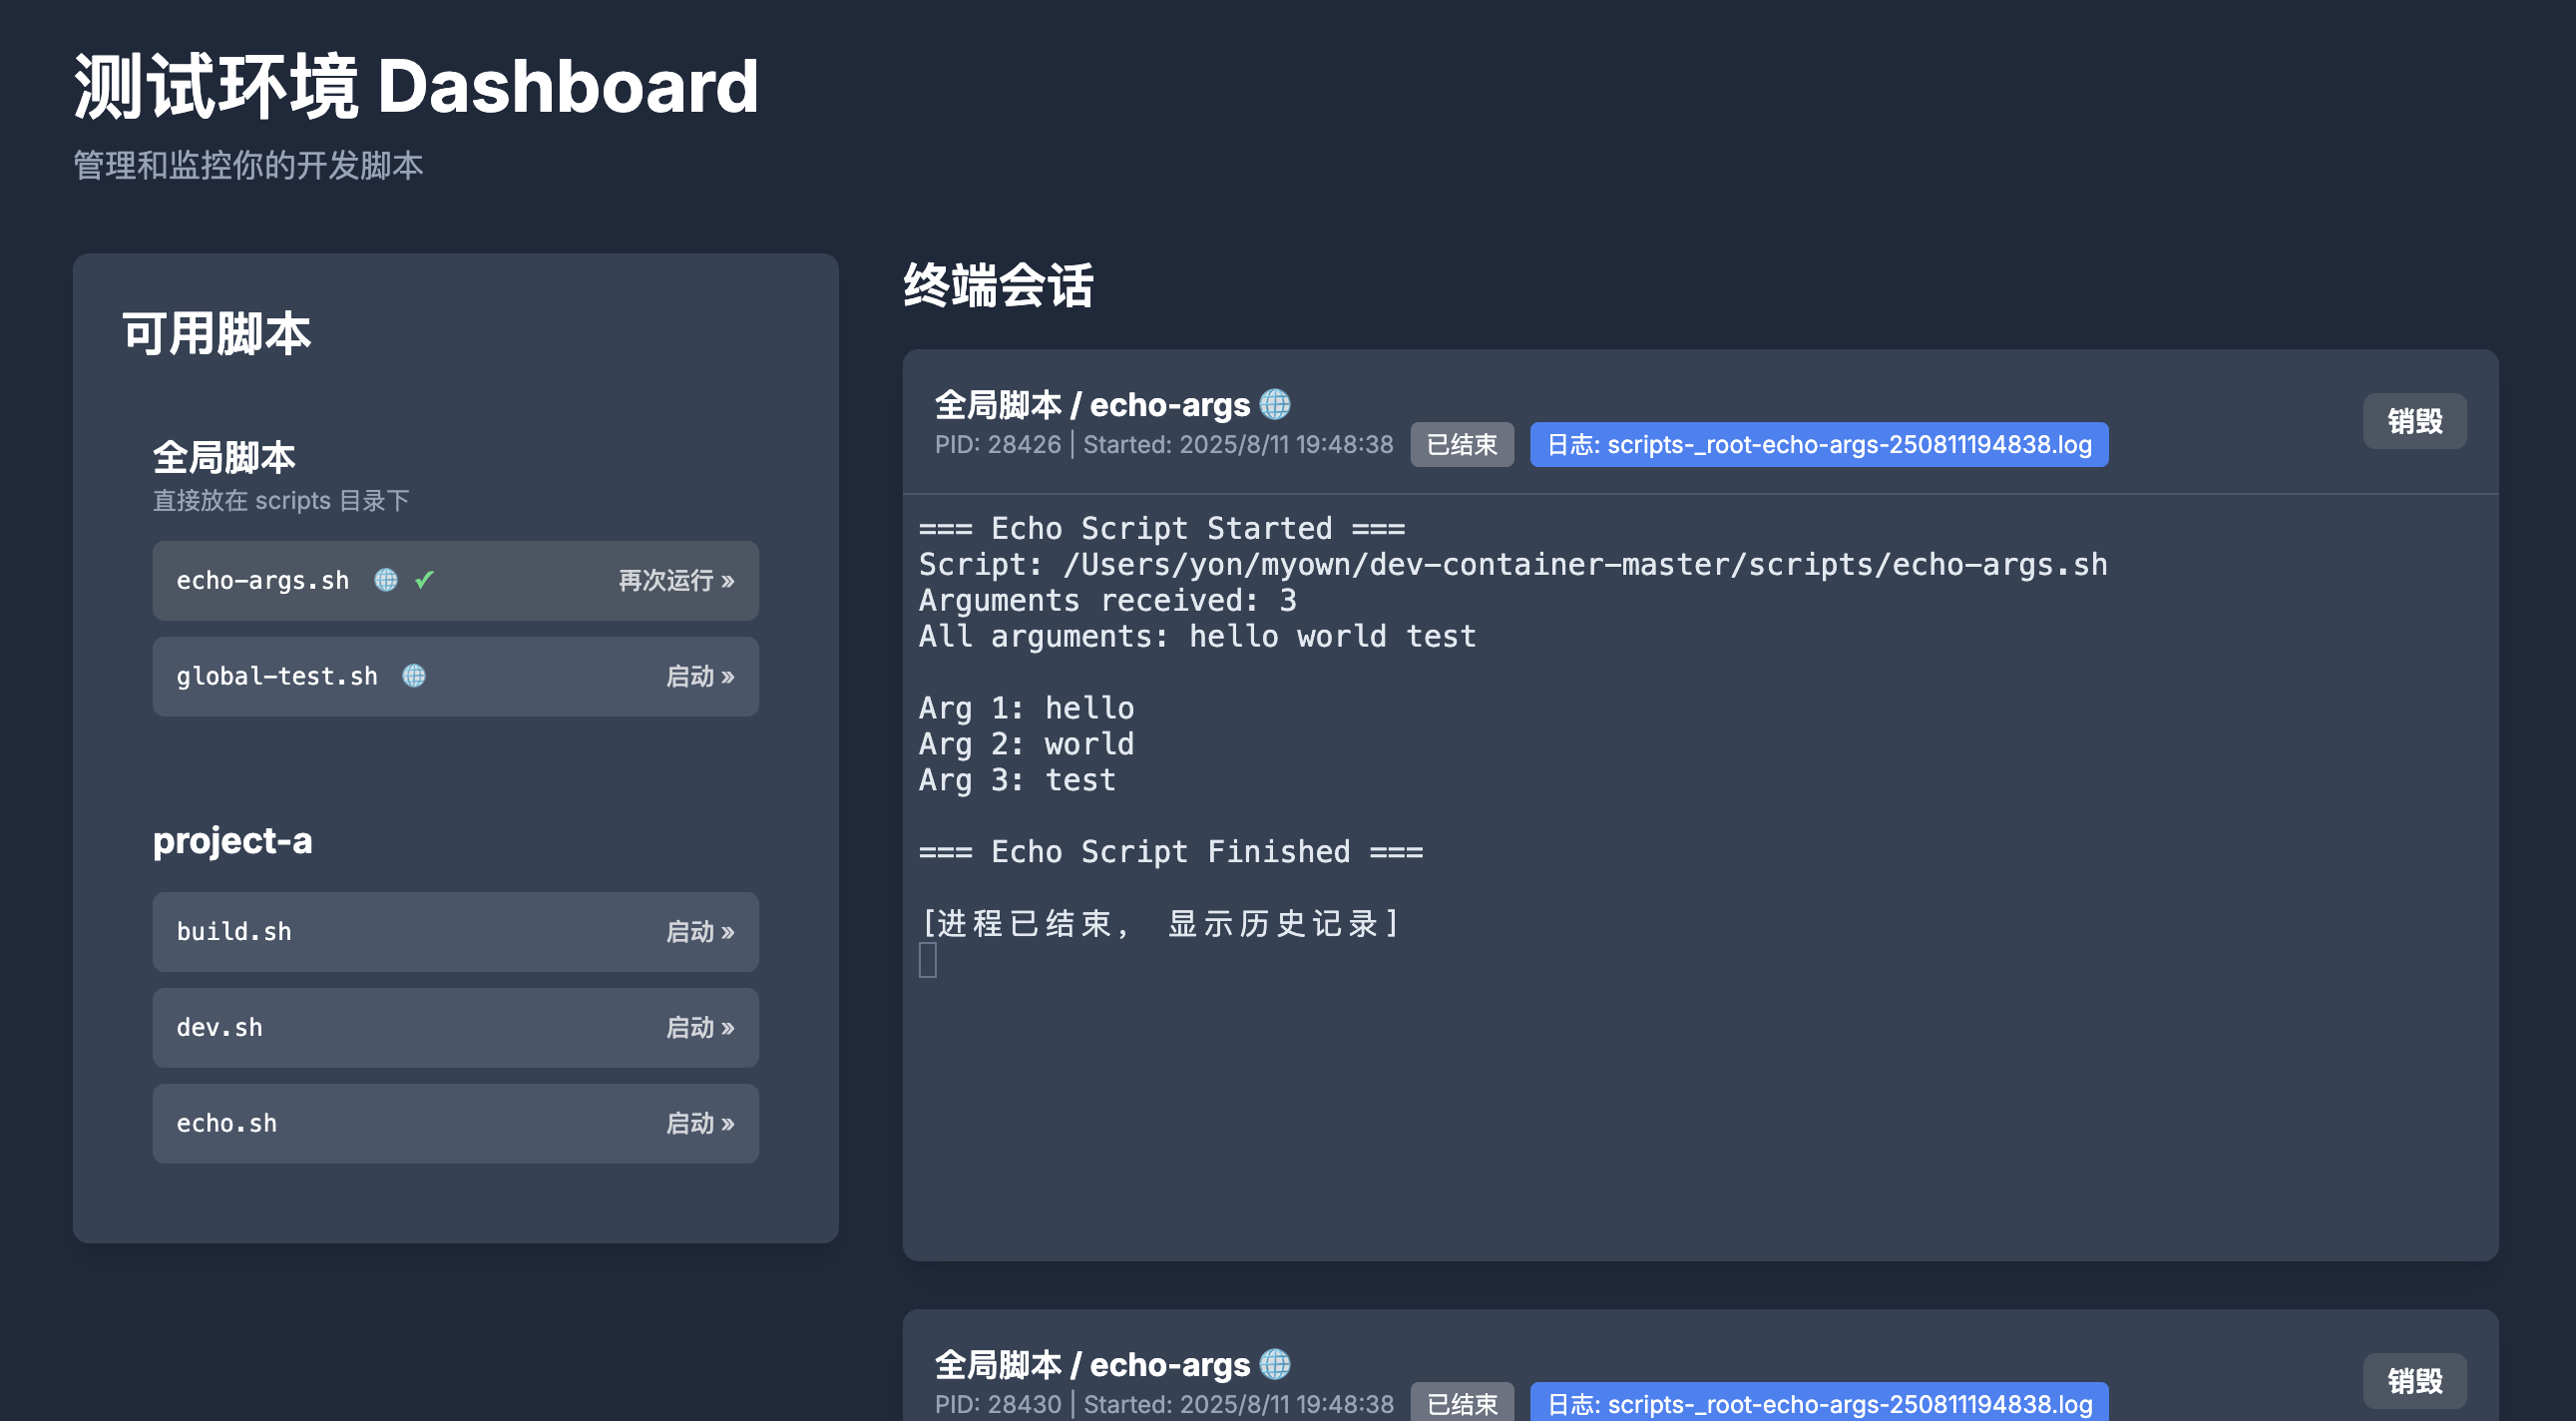 测试环境 Dashboard
管理和监控你的开发脚本
可用脚本
全局脚本
直接放在 scripts 目录下
echo-args.sh 🌐 ✓ 再次运行 »
global-test.sh 🌐 启动 »
project-a
build.sh 启动 »
dev.sh 启动 »
echo.sh 启动 »
终端会话
全局脚本 / echo-args 🌐
PID: 28426 | Started: 2025/8/11 19:48:38 已结束 日志: scripts-_root-echo-args-250811194838.log
销毁
=== Echo Script Started ===
Script: /Users/yon/myown/dev-container-master/scripts/echo-args.sh
Arguments received: 3
All arguments: hello world test
Arg 1: hello
Arg 2: world
Arg 3: test
=== Echo Script Finished ===
[进程已结束， 显示历史记录]
全局脚本 / echo-args 🌐
PID: 28430 | Started: 2025/8/11 19:48:38 已结束 日志: scripts-_root-echo-args-250811194838.log
销毁